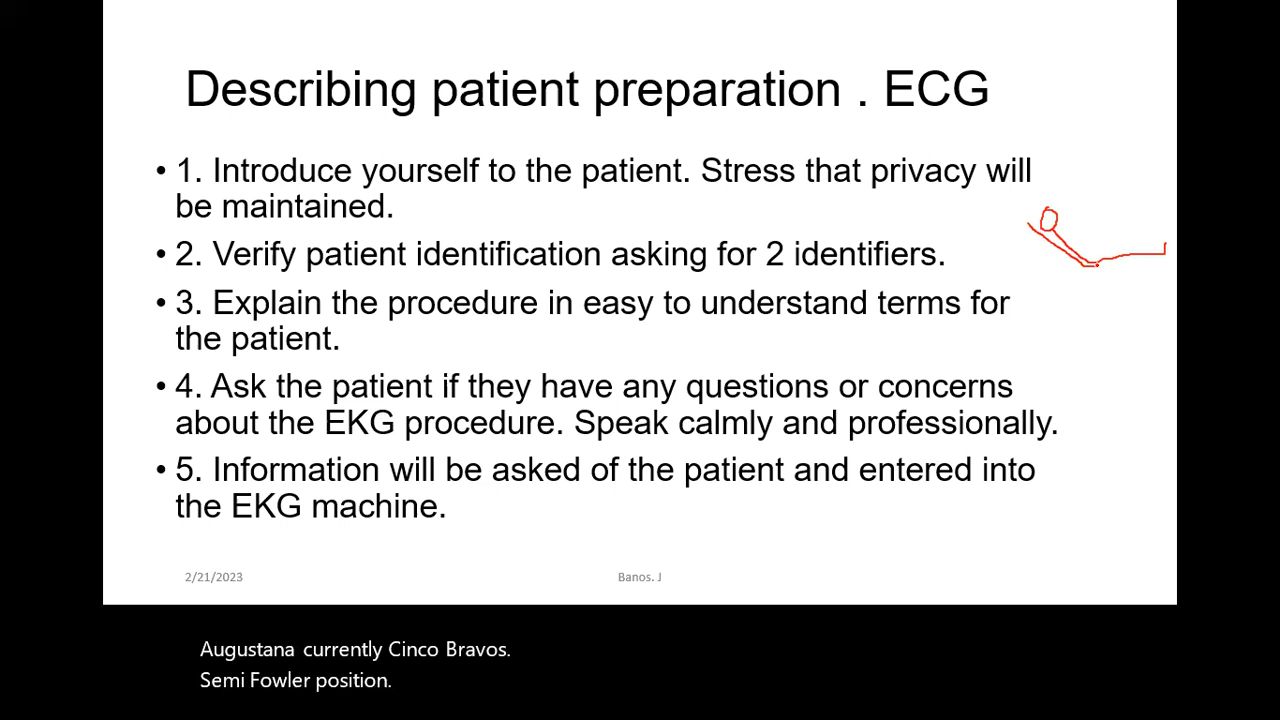 Describing patient preparation . ECG
• 1. Introduce yourself to the patient. Stress that privacy will
be maintained.
• 2. Verify patient identification asking for 2 identifiers.
• 3. Explain the procedure in easy to understand terms for
the patient.
• 4. Ask the patient if they have any questions or concerns
about the EKG procedure. Speak calmly and professionally.
• 5. Information will be asked of the patient and entered into
the EKG machine.
2/21/2023
Banos. J
Augustana currently Cinco Bravos.
Semi Fowler position.